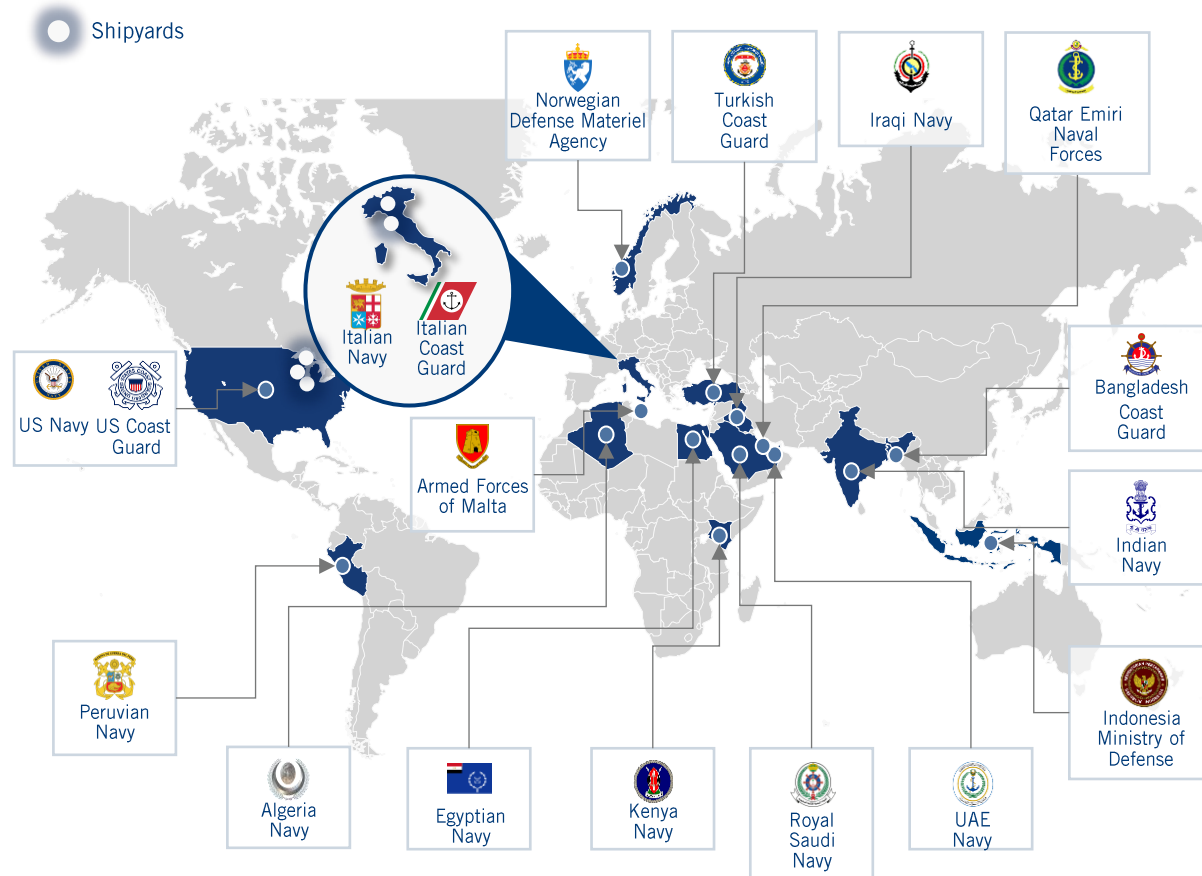 Shipyards
Norwegian
Defense Materiel
Agency
Turkish
Coast
Guard
Iraqi Navy
Qatar Emiri
Naval
Forces
Italian
Navy
Italian
Coast
Guard
US Navy
US Coast
Guard
Armed Forces
of Malta
Bangladesh
Coast
Guard
Indian
Navy
Peruvian
Navy
Indonesia
Ministry of
Defense
Algeria
Navy
Egyptian
Navy
Kenya
Navy
Royal
Saudi
Navy
UAE
Navy